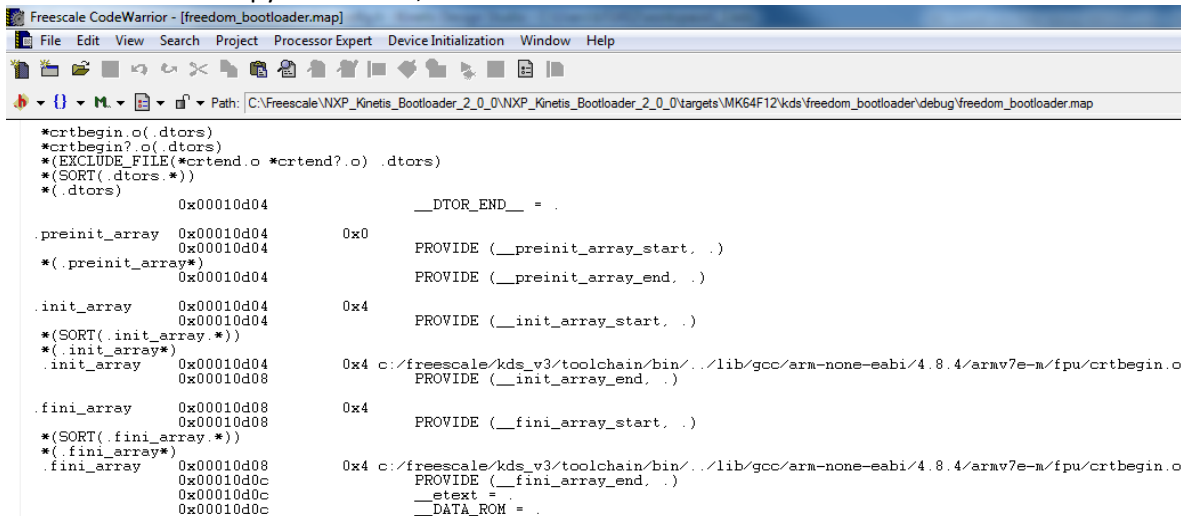 Freescale CodeWarrior - [freedom_bootloader.map]
File Edit View Search Project Processor Expert Device Initialization Window Help
Path: C:\Freescale\NXP_Kinetis_Bootloader_2_0_0\NXP_Kinetis_Bootloader_2_0_0\targets\MK64F12\kds\freedom_bootloader\debug\freedom_bootloader.map
*crtbegin.o(.dtors)
*crtbegin?.o(.dtors)
*(EXCLUDE_FILE(*crtend.o *crtend?.o) .dtors)
*(SORT(.dtors.*))
*(.dtors)
0x00010d04 __DTOR_END__ = .
.preinit_array 0x00010d04 0x0
0x00010d04 PROVIDE (__preinit_array_start, .)
*(.preinit_array*)
0x00010d04 PROVIDE (__preinit_array_end, .)
.init_array 0x00010d04 0x4
0x00010d04 PROVIDE (__init_array_start, .)
*(SORT(.init_array.*))
*(.init_array*)
.init_array 0x00010d04 0x4 c:/freescale/kds_v3/toolchain/bin/../lib/gcc/arm-none-eabi/4.8.4/armv7e-m/fpu/crtbegin.o
0x00010d08 PROVIDE (__init_array_end, .)
.fini_array 0x00010d08 0x4
0x00010d08 PROVIDE (__fini_array_start, .)
*(SORT(.fini_array.*))
*(.fini_array*)
.fini_array 0x00010d08 0x4 c:/freescale/kds_v3/toolchain/bin/../lib/gcc/arm-none-eabi/4.8.4/armv7e-m/fpu/crtbegin.o
0x00010d0c PROVIDE (__fini_array_end, .)
0x00010d0c __etext = .
0x00010d0c __DATA_ROM = .